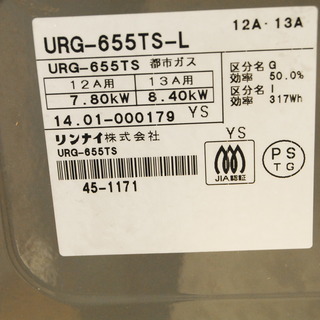 12A・13A
URG-655TS-L
URG-655TS 都市ガス
12A用 13A用
7.80kW 8.40kW
区分名 G
効率 50.0%
区分名 I
効率 317Wh
14.01-000179 YS
リンナイ株式会社
URG-655TS
YS
45-1171
JIA認証
PS
TG